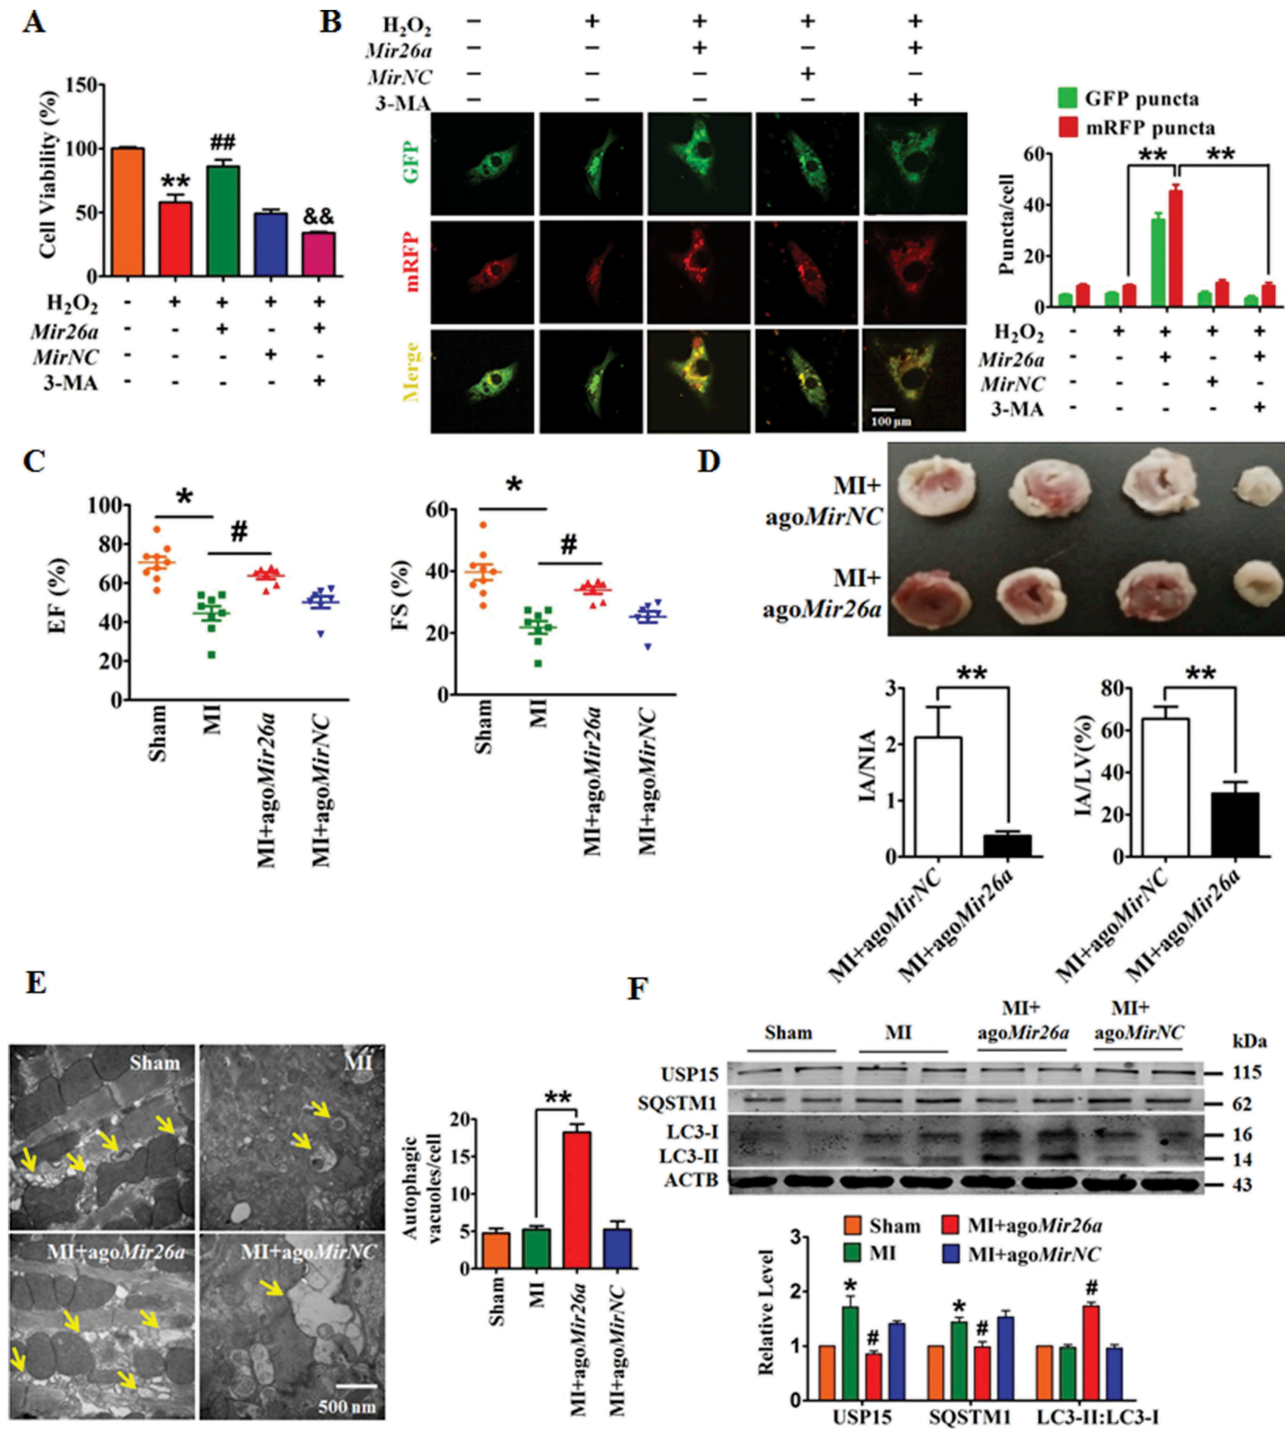 A
Cell Viability (%)
150
100
50
0
**
##
&&
H₂O₂ - + + + +
Mir26a - - + - +
MirNC - - - + -
3-MA - - - - +
B
H₂O₂ − + + + +
Mir26a − − + − +
MirNC − − − + −
3-MA − − − − +
GFP
mRFP
Merge
100 μm
GFP puncta
mRFP puncta
Puncta/cell
60
40
20
0
** **
H₂O₂ - + + + +
Mir26a - - + - +
MirNC - - - + -
3-MA - - - - +
C
EF (%)
100
80
60
40
20
0
*
#
Sham
MI
MI+agoMir26a
MI+agoMirNC
FS (%)
60
40
20
0
*
#
Sham
MI
MI+agoMir26a
MI+agoMirNC
D
MI+
agoMirNC
MI+
agoMir26a
IA/NIA
3
2
1
0
**
MI+agoMirNC
MI+agoMir26a
IA/LV(%)
80
60
40
20
0
**
MI+agoMirNC
MI+agoMir26a
E
Sham
MI
MI+agoMir26a
MI+agoMirNC
500 nm
Autophagic
vacuoles/cell
20
15
10
5
0
**
Sham
MI
MI+agoMir26a
MI+agoMirNC
F
Sham
MI
MI+
agoMir26a
MI+
agoMirNC
kDa
USP15 115
SQSTM1 62
LC3-I 16
LC3-II 14
ACTB 43
Sham
MI+agoMir26a
MI
MI+agoMirNC
Relative Level
3
2
1
0
* # * # #
USP15 SQSTM1 LC3-II:LC3-I